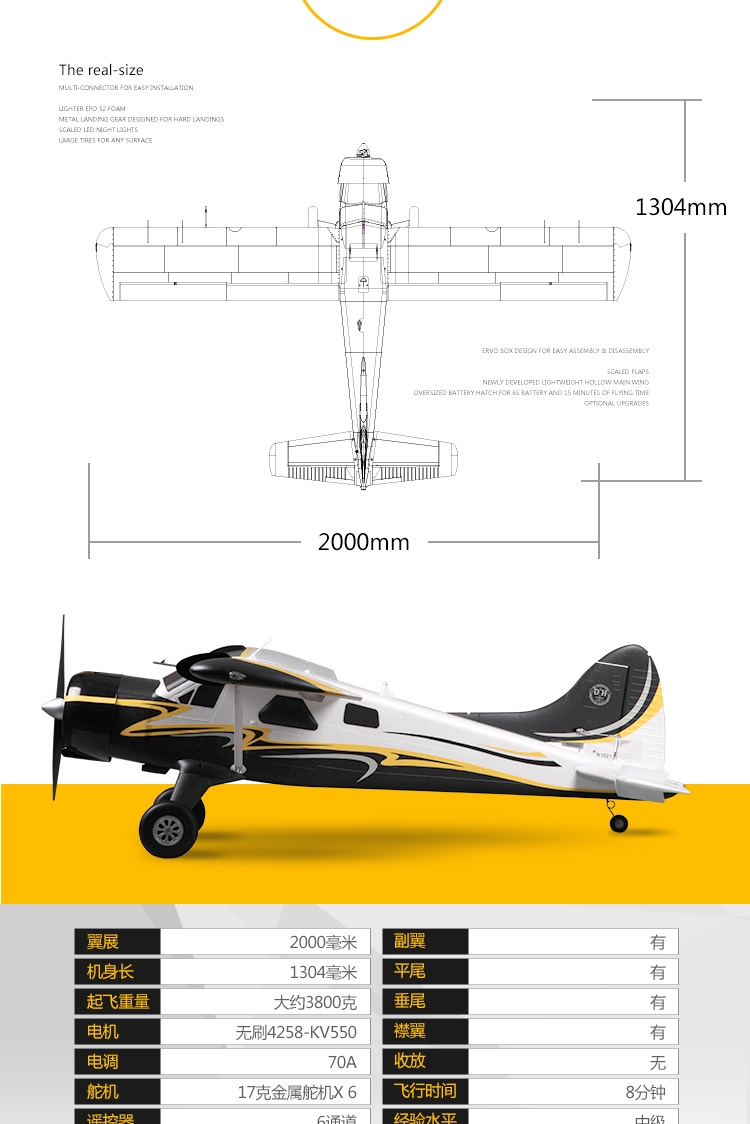 The real-size
MULTI-CONNECTOR FOR EASY INSTALLATION
LIGHTER EPO 52 FOAM
METAL LANDING GEAR DESIGNED FOR HARD LANDINGS
SCALED LED NIGHT LIGHTS
LARGE TIRES FOR ANY SURFACE
1304mm
ERVO BOX DESIGN FOR EASY ASSEMBLY & DISASSEMBLY
SCALED FLAPS
NEWLY DEVELOPED LIGHTWEIGHT HOLLOW MAIN WING
OVERSIZED BATTERY HATCH FOR 6S BATTERY AND 15 MINUTES OF FLYING TIME
OPTIONAL UPGRADES
2000mm
翼展 2000毫米 副翼 有
机身长 1304毫米 平尾 有
起飞重量 大约3800克 垂尾 有
电机 无刷4258-KV550 襟翼 有
电调 70A 收放 无
舵机 17克金属舵机X 6 飞行时间 8分钟
遥控器 6通道 经验水平 中级